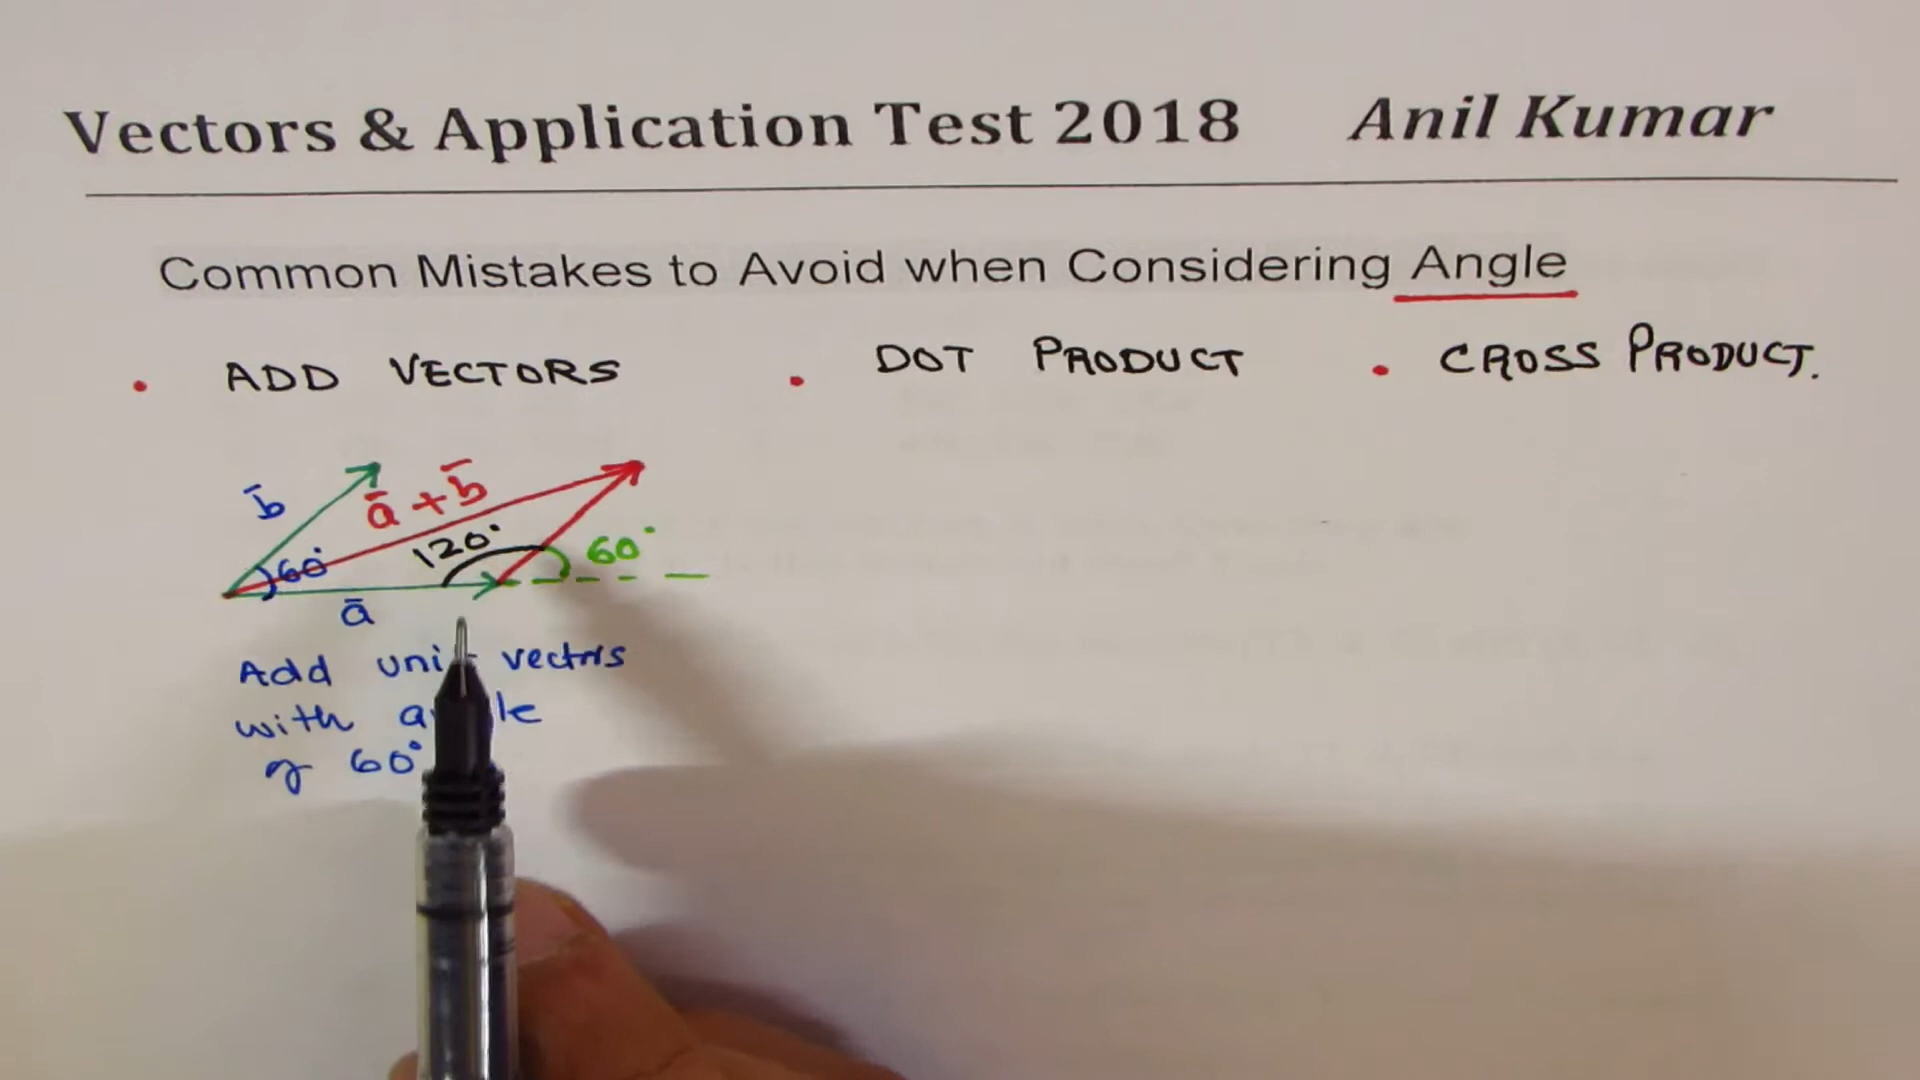 Vectors & Application Test 2018 Anil Kumar
Common Mistakes to Avoid when Considering Angle
• ADD VECTORS • DOT PRODUCT • CROSS PRODUCT.
b̄
ā + b̄
120°
60°
60°
ā
Add vectors
with
of 60°